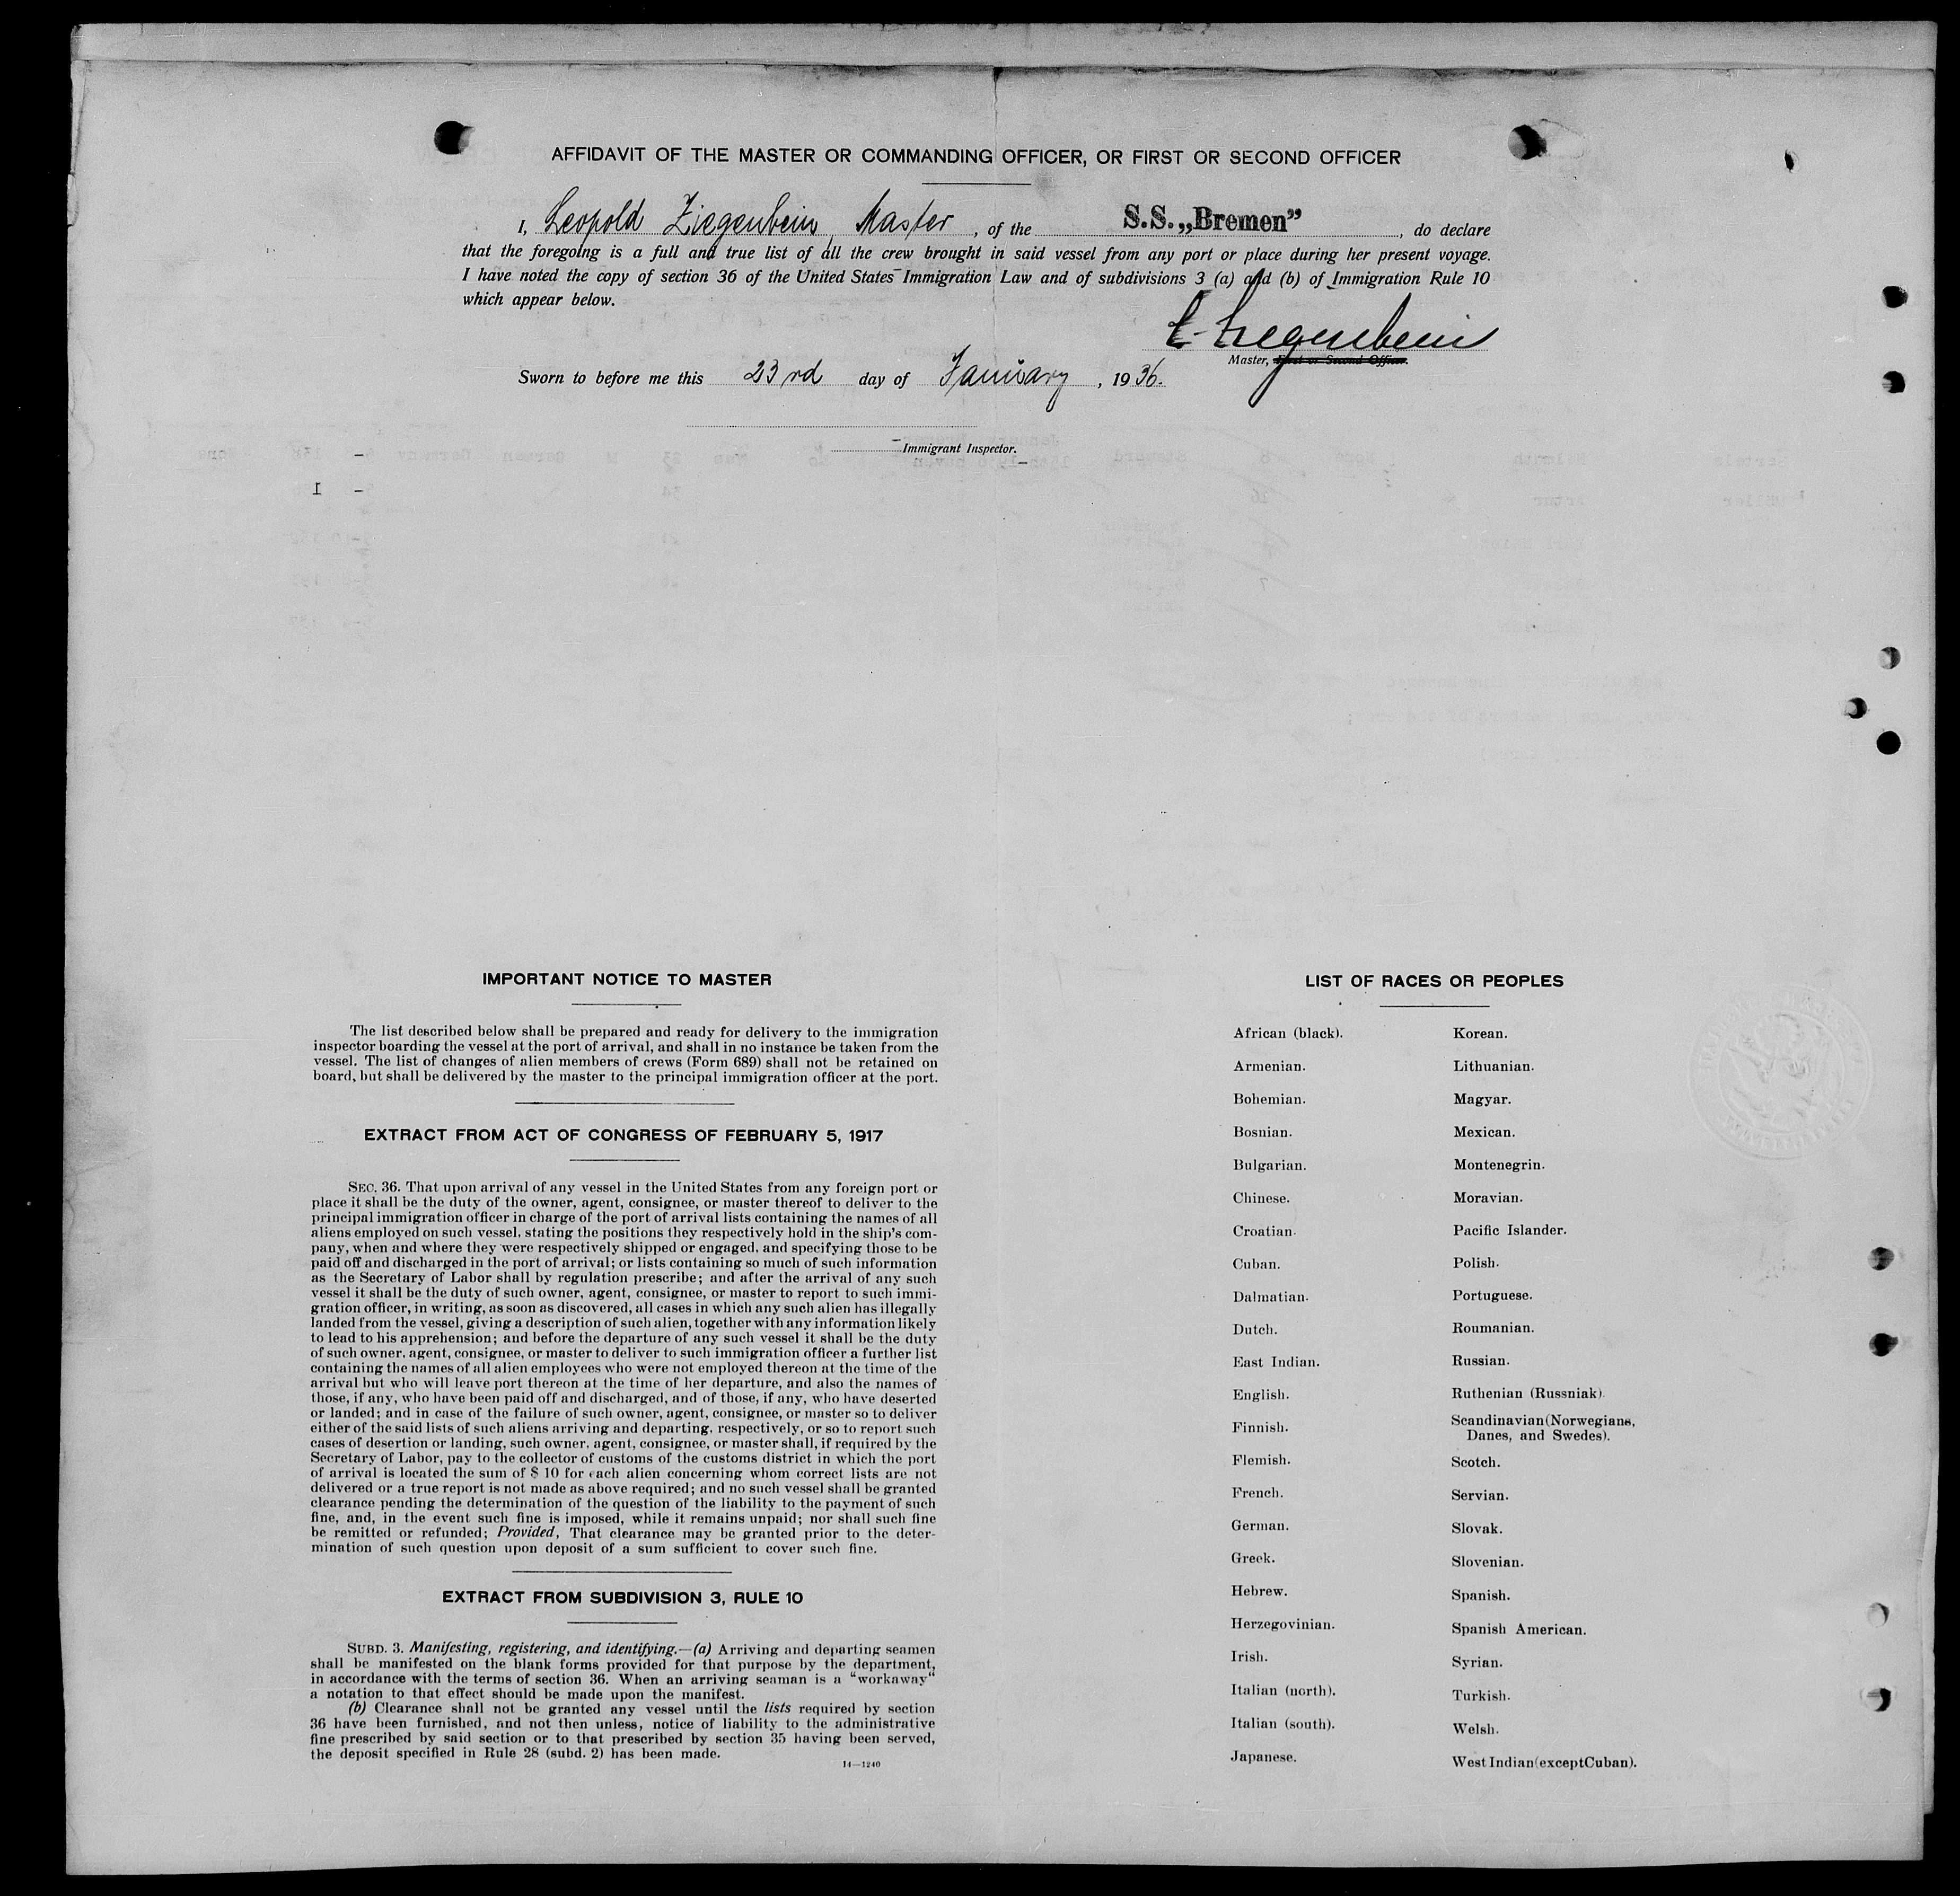 AFFIDAVIT OF THE MASTER OR COMMANDING OFFICER, OR FIRST OR SECOND OFFICER
I, Leopold Ziegenbein, Master, of the S.S. „Bremen”, do declare
that the foregoing is a full and true list of all the crew brought in said vessel from any port or place during her present voyage.
I have noted the copy of section 36 of the United States Immigration Law and of subdivisions 3 (a) and (b) of Immigration Rule 10
which appear below.
L. Ziegenbein
Master, First or Second Officer.
Sworn to before me this 23rd day of January, 1936.
Immigrant Inspector.
IMPORTANT NOTICE TO MASTER
The list described below shall be prepared and ready for delivery to the immigration
inspector boarding the vessel at the port of arrival, and shall in no instance be taken from the
vessel. The list of changes of alien members of crews (Form 689) shall not be retained on
board, but shall be delivered by the master to the principal immigration officer at the port.
EXTRACT FROM ACT OF CONGRESS OF FEBRUARY 5, 1917
SEC. 36. That upon arrival of any vessel in the United States from any foreign port or
place it shall be the duty of the owner, agent, consignee, or master thereof to deliver to the
principal immigration officer in charge of the port of arrival lists containing the names of all
aliens employed on such vessel, stating the positions they respectively hold in the ship's com-
pany, when and where they were respectively shipped or engaged, and specifying those to be
paid off and discharged in the port of arrival; or lists containing so much of such information
as the Secretary of Labor shall by regulation prescribe; and after the arrival of any such
vessel it shall be the duty of such owner, agent, consignee, or master to report to such immi-
gration officer, in writing, as soon as discovered, all cases in which any such alien has illegally
landed from the vessel, giving a description of such alien, together with any information likely
to lead to his apprehension; and before the departure of any such vessel it shall be the duty
of such owner, agent, consignee, or master to deliver to such immigration officer a further list
containing the names of all alien employees who were not employed thereon at the time of the
arrival but who will leave port thereon at the time of her departure, and also the names of
those, if any, who have been paid off and discharged, and of those, if any, who have deserted
or landed; and in case of the failure of such owner, agent, consignee, or master so to deliver
either of the said lists of such aliens arriving and departing, respectively, or so to report such
cases of desertion or landing, such owner, agent, consignee, or master shall, if required by the
Secretary of Labor, pay to the collector of customs of the customs district in which the port
of arrival is located the sum of $ 10 for each alien concerning whom correct lists are not
delivered or a true report is not made as above required; and no such vessel shall be granted
clearance pending the determination of the question of the liability to the payment of such
fine, and, in the event such fine is imposed, while it remains unpaid; nor shall such fine
be remitted or refunded; Provided, That clearance may be granted prior to the deter-
mination of such question upon deposit of a sum sufficient to cover such fine.
EXTRACT FROM SUBDIVISION 3, RULE 10
SUBD. 3. Manifesting, registering, and identifying.—(a) Arriving and departing seamen
shall be manifested on the blank forms provided for that purpose by the department,
in accordance with the terms of section 36. When an arriving seaman is a “workaway“
a notation to that effect should be made upon the manifest.
(b) Clearance shall not be granted any vessel until the lists required by section
36 have been furnished, and not then unless, notice of liability to the administrative
fine prescribed by said section or to that prescribed by section 35 having been served,
the deposit specified in Rule 28 (subd. 2) has been made.
14—1240
LIST OF RACES OR PEOPLES
African (black).
Armenian.
Bohemian.
Bosnian.
Bulgarian.
Chinese.
Croatian.
Cuban.
Dalmatian.
Dutch.
East Indian.
English.
Finnish.
Flemish.
French.
German.
Greek.
Hebrew.
Herzegovinian.
Irish.
Italian (north).
Italian (south).
Japanese.
Korean.
Lithuanian.
Magyar.
Mexican.
Montenegrin.
Moravian.
Pacific Islander.
Polish.
Portuguese.
Roumanian.
Russian.
Ruthenian (Russniak).
Scandinavian (Norwegians,
Danes, and Swedes).
Scotch.
Servian.
Slovak.
Slovenian.
Spanish.
Spanish American.
Syrian.
Turkish.
Welsh.
West Indian (except Cuban).